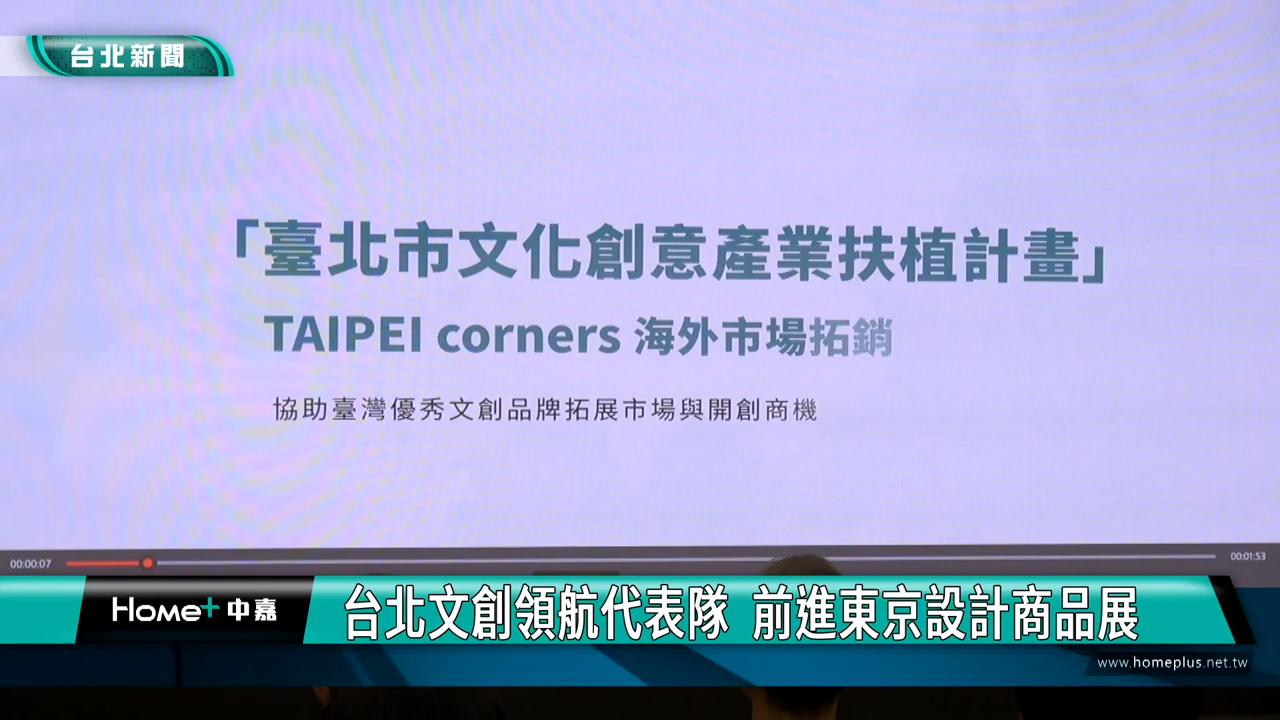 台北新聞
「臺北市文化創意產業扶植計畫」
TAIPEI corners 海外市場拓銷
協助臺灣優秀文創品牌拓展市場與開創商機
00:00:07
00:01:53
Home+ 中嘉
台北文創領航代表隊 前進東京設計商品展
www.homeplus.net.tw